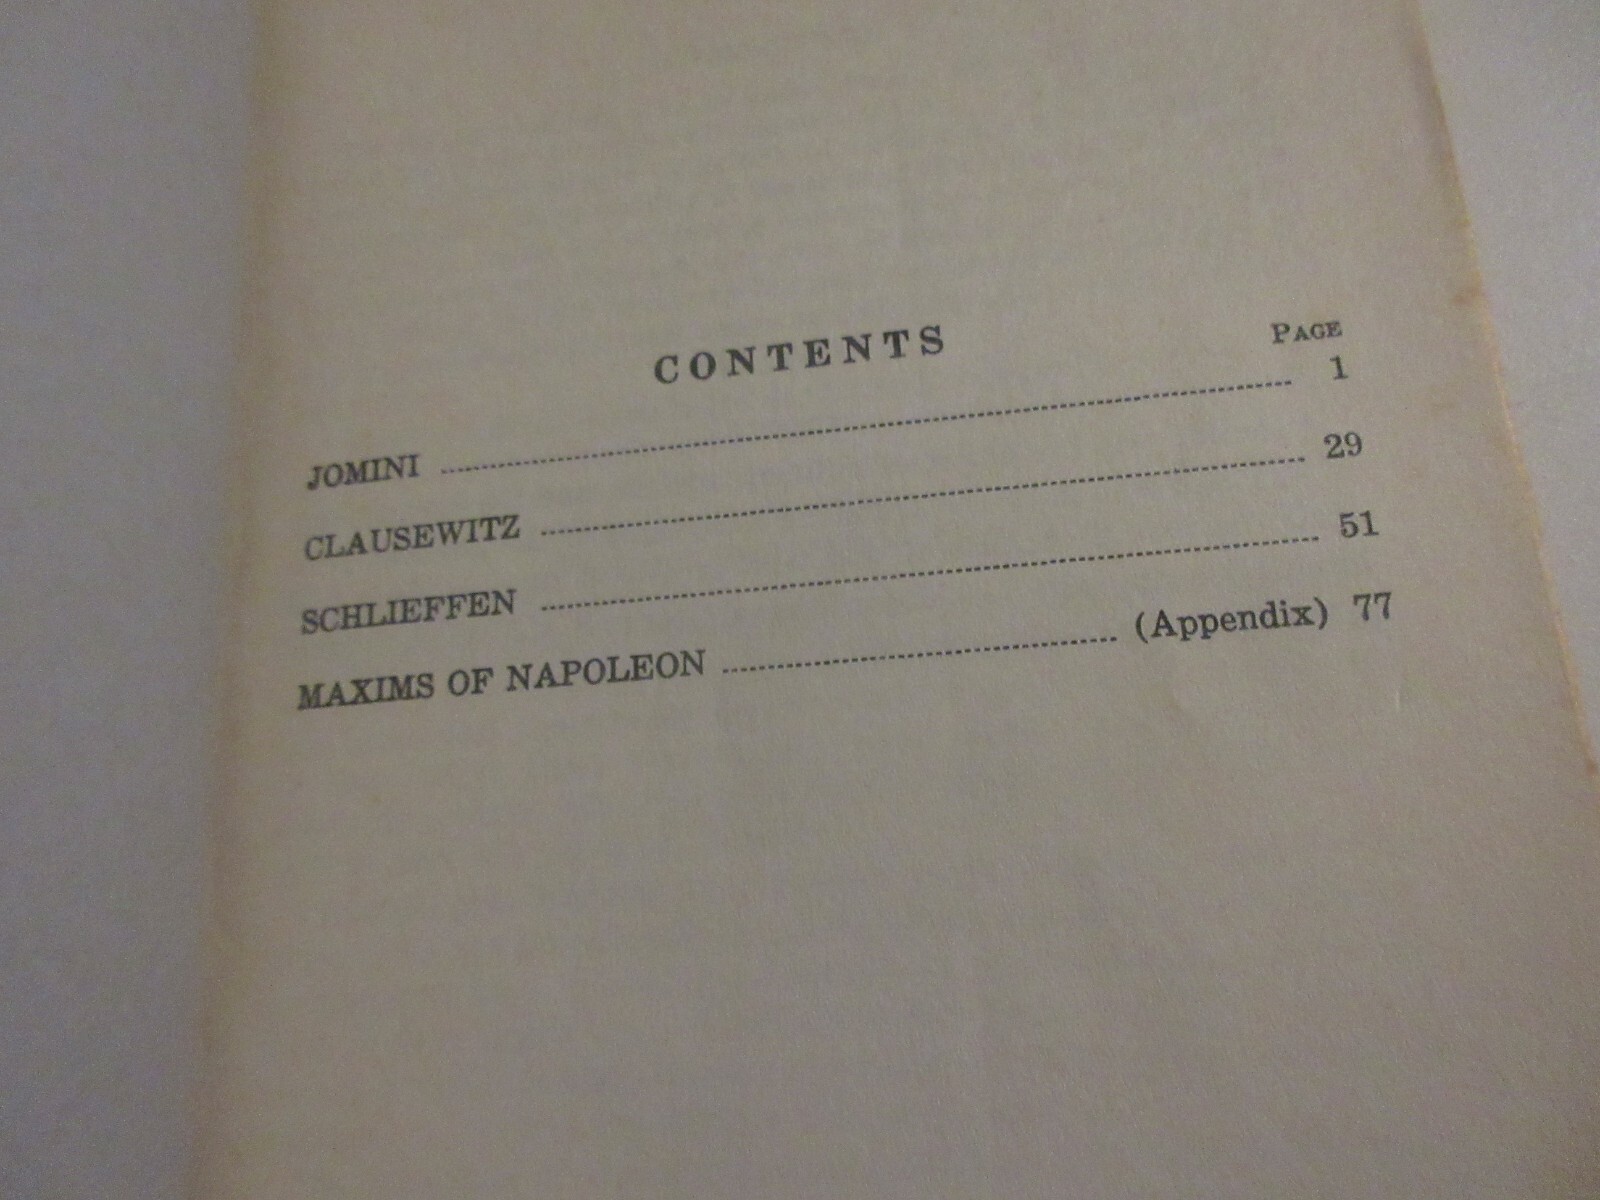 CONTENTS
PAGE
JOMINI ........ 1
CLAUSEWITZ ........ 29
SCHLIEFFEN ........ 51
MAXIMS OF NAPOLEON ........ (Appendix) 77